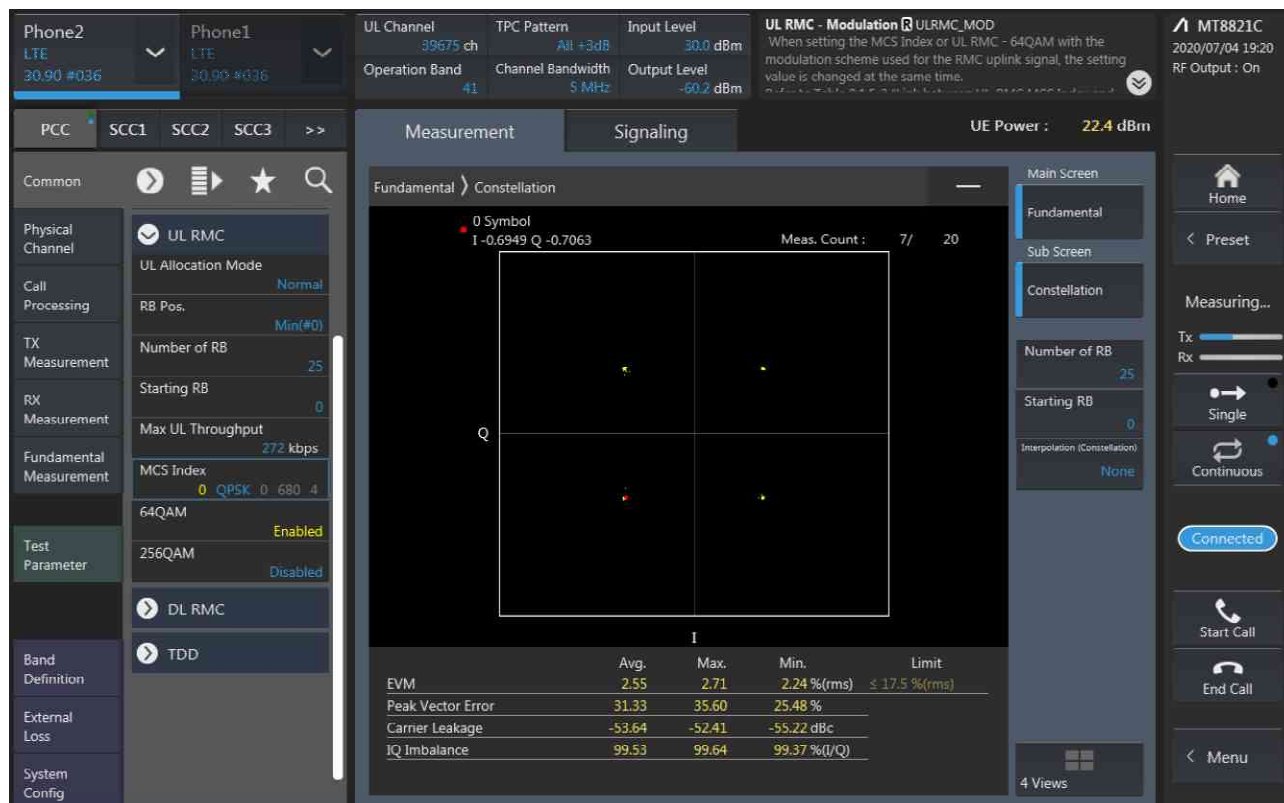 Phone2
LTE
30.90 #036
Phone1
LTE
30.90 #036
UL Channel
39675 ch
Operation Band
41
TPC Pattern
All +3dB
Channel Bandwidth
5 MHz
Input Level
30.0 dBm
Output Level
-60.2 dBm
UL RMC - Modulation R ULRMC_MOD
When setting the MCS Index or UL RMC - 64QAM with the
modulation scheme used for the RMC uplink signal, the setting
value is changed at the same time.
MT8821C
2020/07/04 19:20
RF Output : On
PCC SCC1 SCC2 SCC3 >>
Measurement
Signaling
UE Power : 22.4 dBm
Common
Physical
Channel
Call
Processing
TX
Measurement
RX
Measurement
Fundamental
Measurement
Test
Parameter
Band
Definition
External
Loss
System
Config
UL RMC
UL Allocation Mode
Normal
RB Pos.
Min(#0)
Number of RB
25
Starting RB
0
Max UL Throughput
272 kbps
MCS Index
0 QPSK 0 680 4
64QAM
Enabled
256QAM
Disabled
DL RMC
TDD
Fundamental ⟩ Constellation
0 Symbol
I -0.6949 Q -0.7063
Meas. Count : 7/ 20
Q
I
Avg. Max. Min. Limit
EVM 2.55 2.71 2.24 %(rms) ≤ 17.5 %(rms)
Peak Vector Error 31.33 35.60 25.48 %
Carrier Leakage -53.64 -52.41 -55.22 dBc
IQ Imbalance 99.53 99.64 99.37 %(I/Q)
Main Screen
Fundamental
Sub Screen
Constellation
Number of RB
25
Starting RB
0
Interpolation (Constellation)
None
4 Views
Home
< Preset
Measuring...
Tx
Rx
Single
Continuous
Connected
Start Call
End Call
< Menu